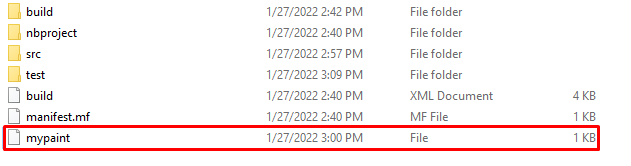 build 1/27/2022 2:42 PM File folder
nbproject 1/27/2022 2:40 PM File folder
src 1/27/2022 2:57 PM File folder
test 1/27/2022 3:09 PM File folder
build 1/27/2022 2:40 PM XML Document 4 KB
manifest.mf 1/27/2022 2:40 PM MF File 1 KB
mypaint 1/27/2022 3:00 PM File 1 KB